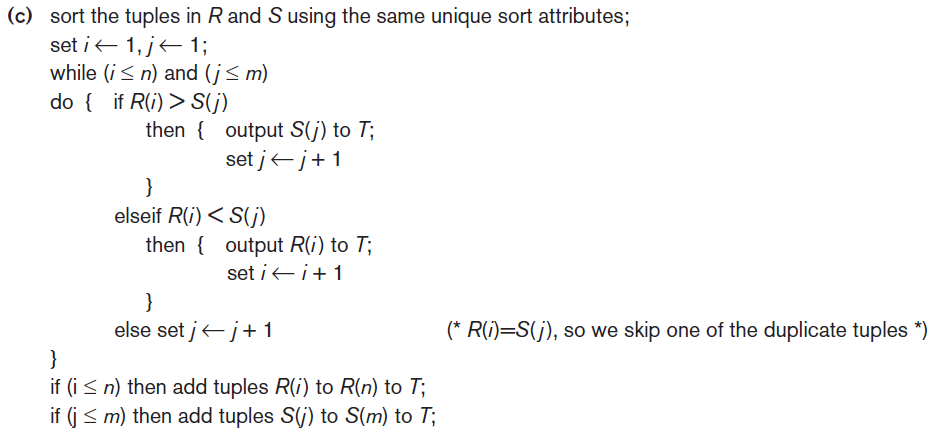 (c) sort the tuples in R and S using the same unique sort attributes;
set i ← 1, j ← 1;
while (i ≤ n) and (j ≤ m)
do { if R(i) > S(j)
then { output S(j) to T;
set j ← j + 1
}
elseif R(i) < S(j)
then { output R(i) to T;
set i ← i + 1
}
else set j ← j + 1 (* R(i)=S(j), so we skip one of the duplicate tuples *)
}
if (i ≤ n) then add tuples R(i) to R(n) to T;
if (j ≤ m) then add tuples S(j) to S(m) to T;